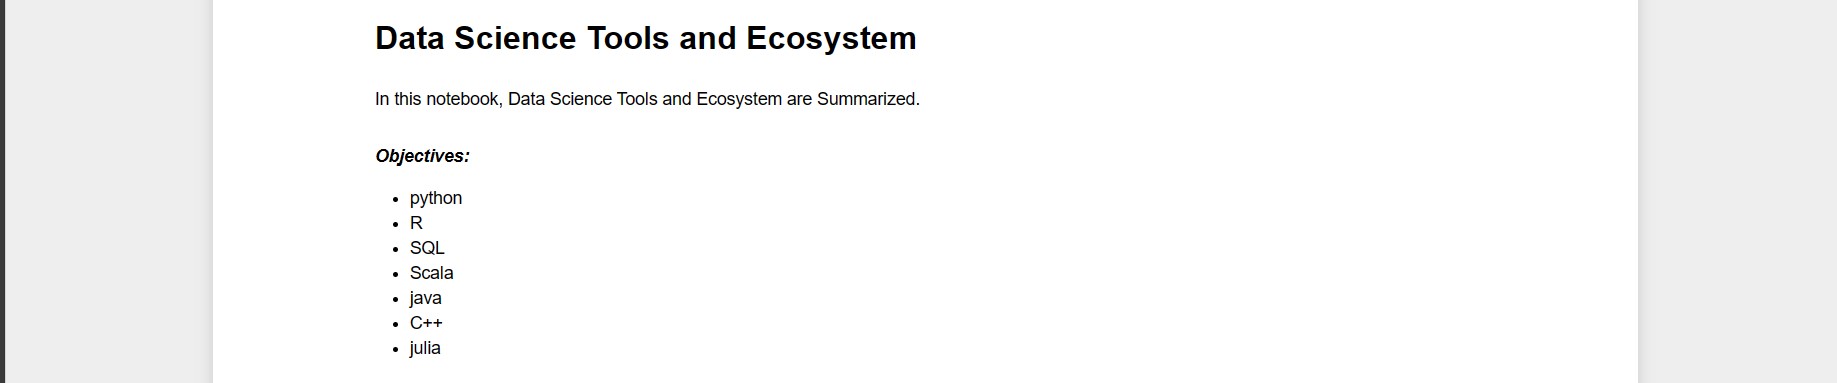 Data Science Tools and Ecosystem
In this notebook, Data Science Tools and Ecosystem are Summarized.
Objectives:
• python
• R
• SQL
• Scala
• java
• C++
• julia